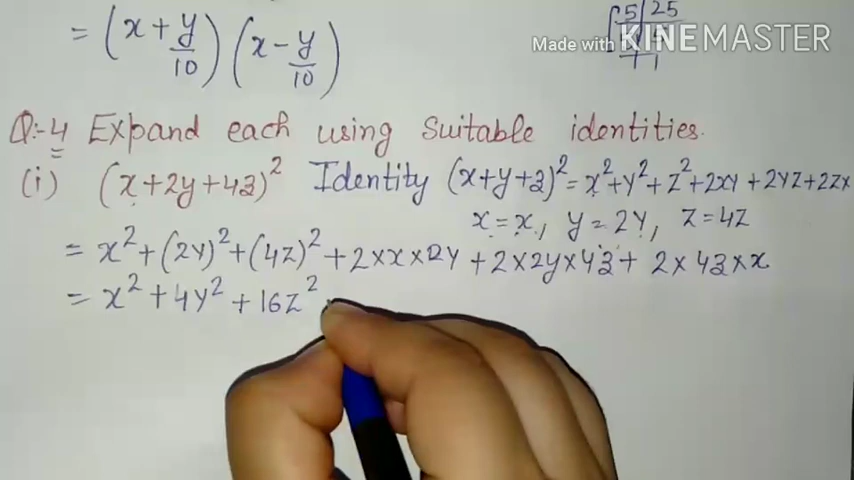 = (x + y/10) (x - y/10)
5 | 25
Made with KINEMASTER
Q:-4 Expand each using suitable identities.
(i) (x+2y+4z)² Identity (x+y+z)² = x²+y²+z²+2xy+2yz+2zx
x = x, y = 2y, z = 4z
= x² + (2y)² + (4z)² + 2×x×2y + 2×2y×4z + 2×4z×x
= x² + 4y² + 16z²